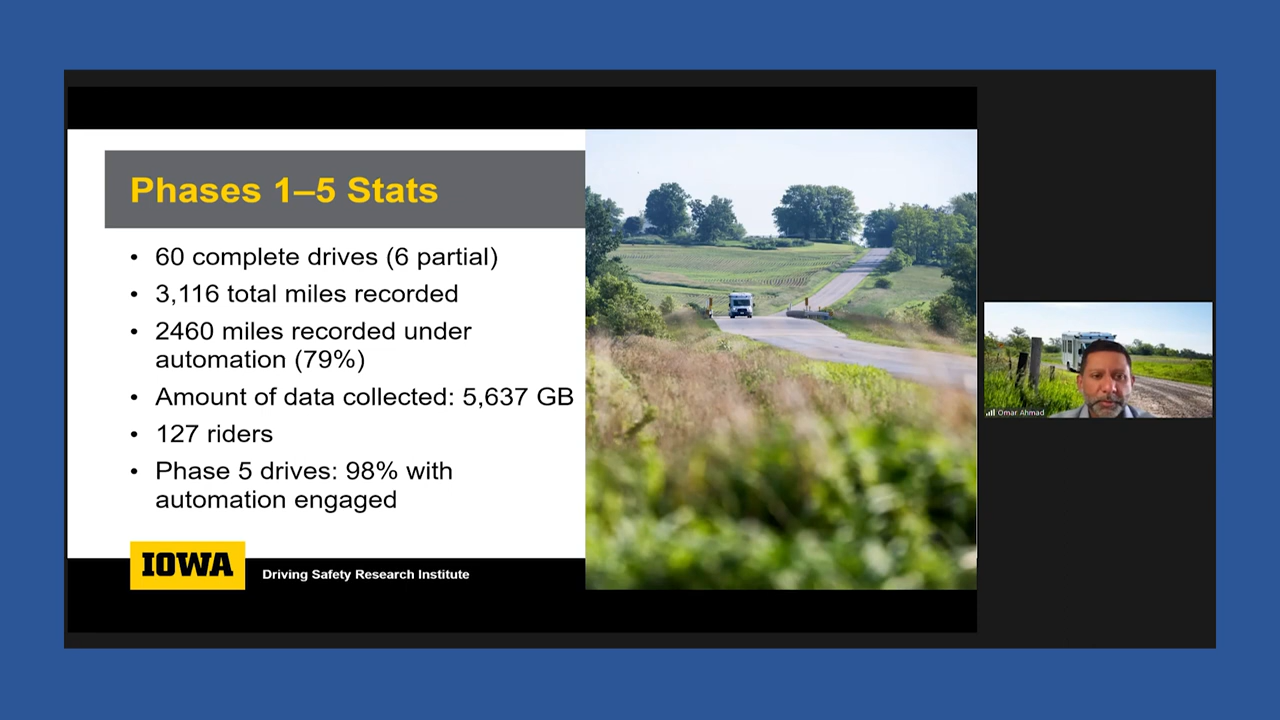 Phases 1–5 Stats
• 60 complete drives (6 partial)
• 3,116 total miles recorded
• 2460 miles recorded under
automation (79%)
• Amount of data collected: 5,637 GB
• 127 riders
• Phase 5 drives: 98% with
automation engaged
IOWA
Driving Safety Research Institute
Omar Ahmad